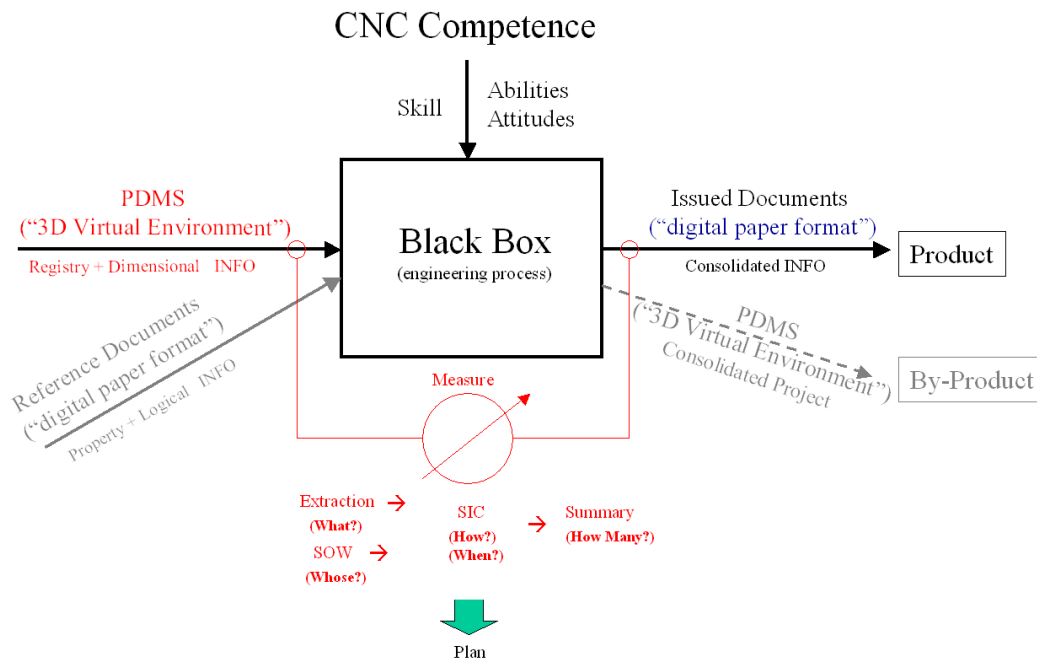 CNC Competence
Skill
Abilities
Attitudes
PDMS
(“3D Virtual Environment”)
Registry + Dimensional INFO
Reference Documents
(“digital paper format”)
Property + Logical INFO
Black Box
(engineering process)
Issued Documents
(“digital paper format”)
Consolidated INFO
Product
PDMS
(“3D Virtual Environment”)
Consolidated Project
By-Product
Measure
Extraction
(What?)
SOW
(Whose?)
SIC
(How?)
(When?)
Summary
(How Many?)
Plan